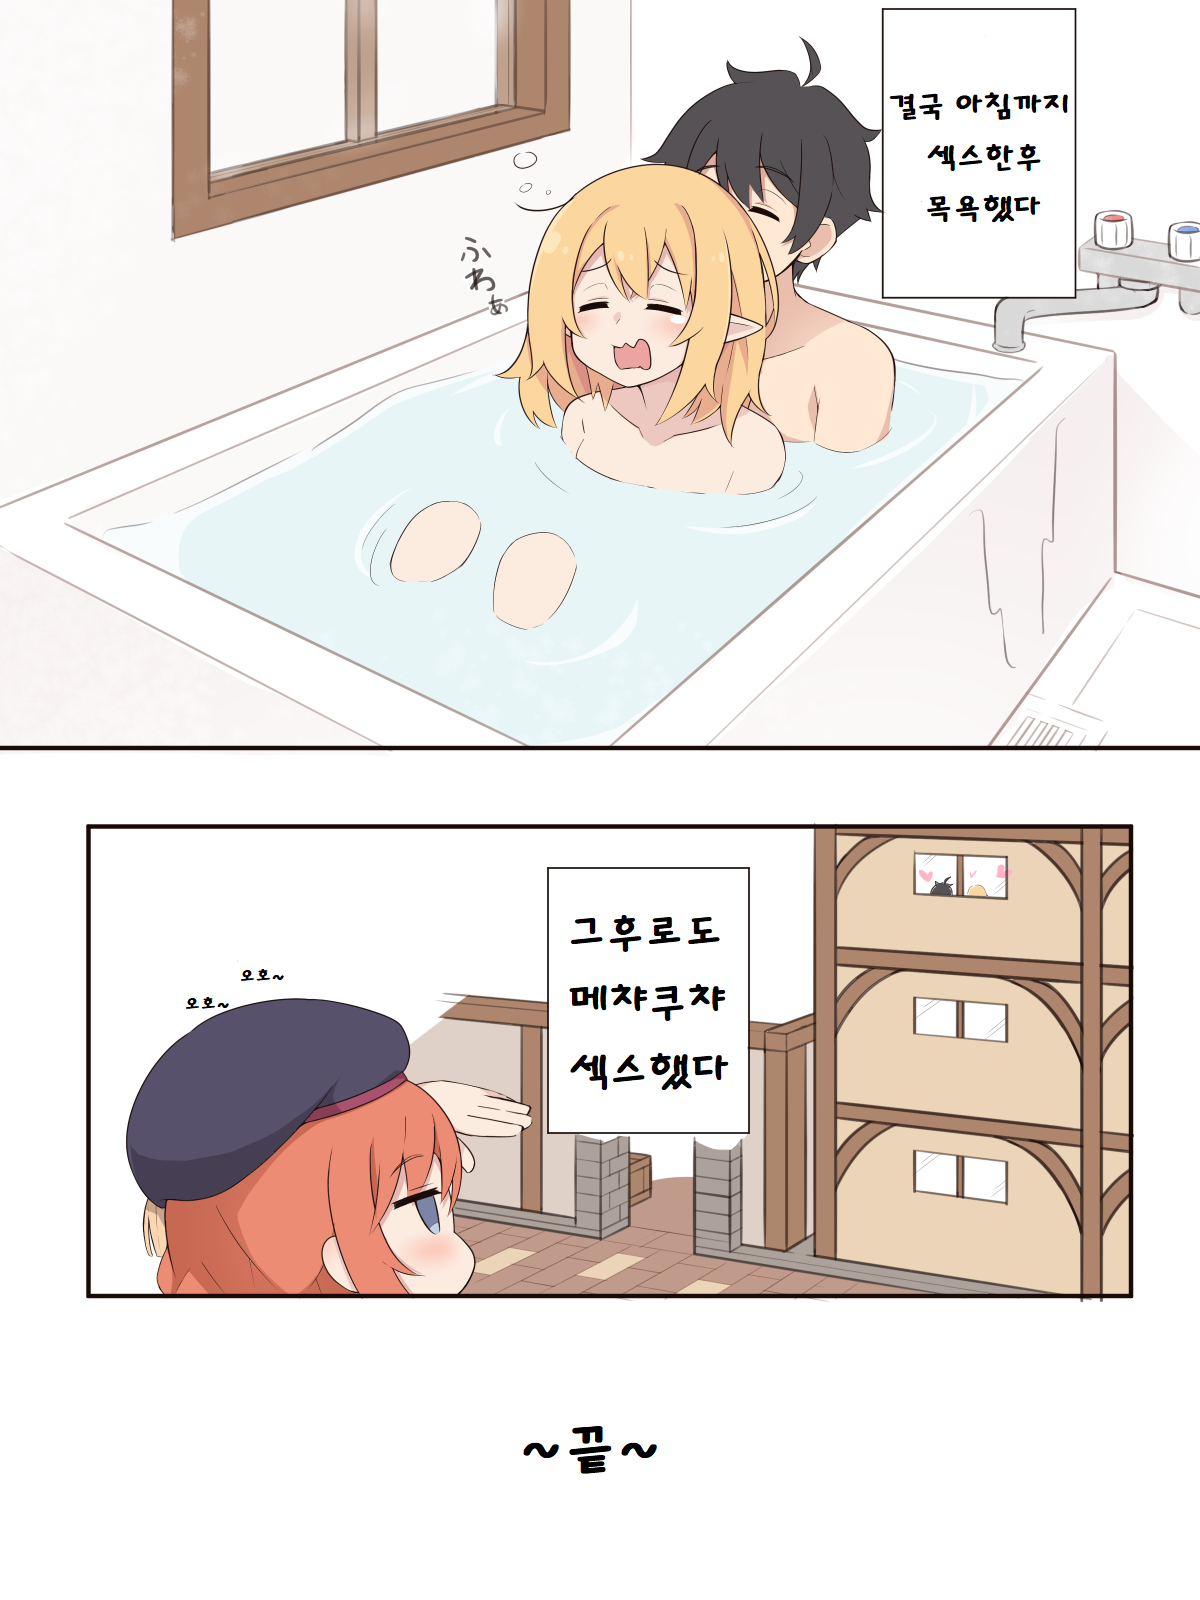 결국 아침까지
섹스한후
목욕했다
ふわぁ
그후로도
메챠쿠챠
섹스했다
오호~
오호~
~끝~